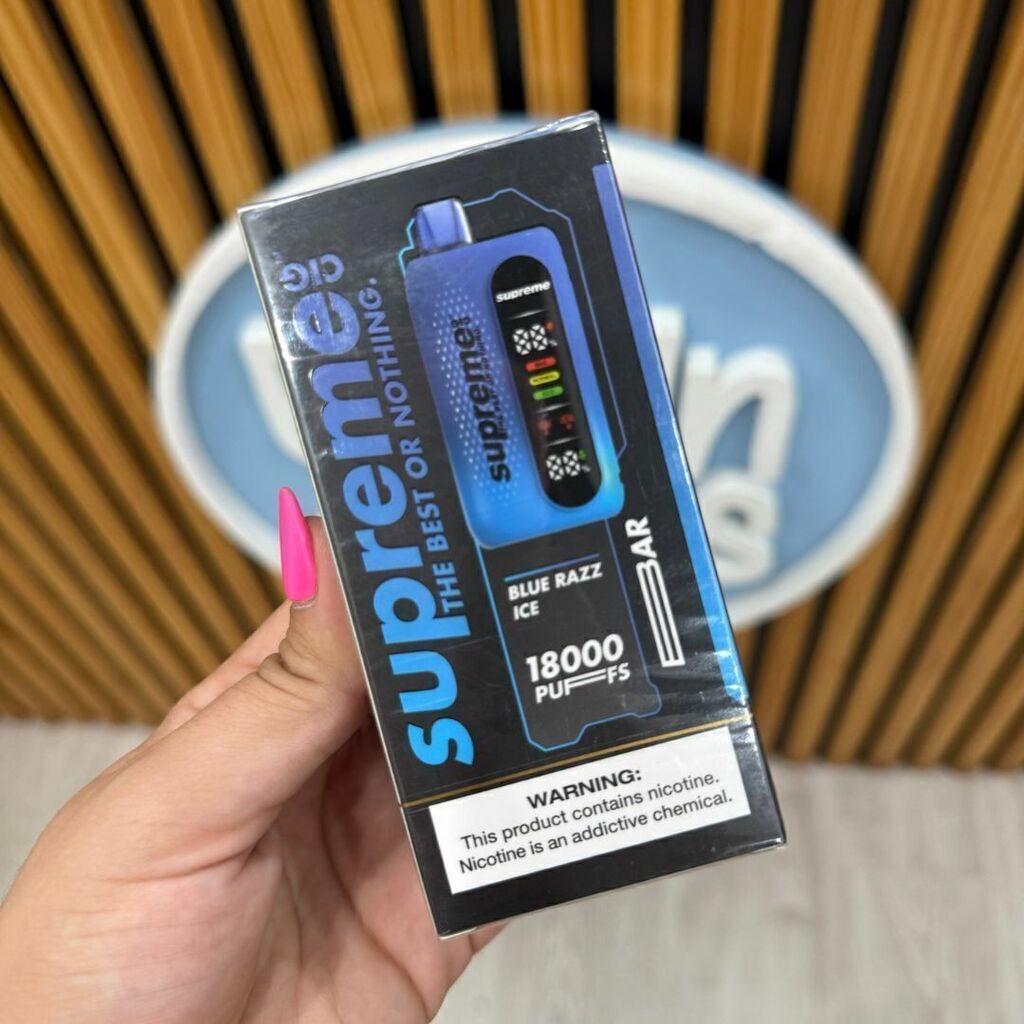 supreme CIG
THE BEST OR NOTHING.
supreme
supreme
BLUE RAZZ
ICE
18000
PUFFS
BAR
WARNING:
This product contains nicotine.
Nicotine is an addictive chemical.